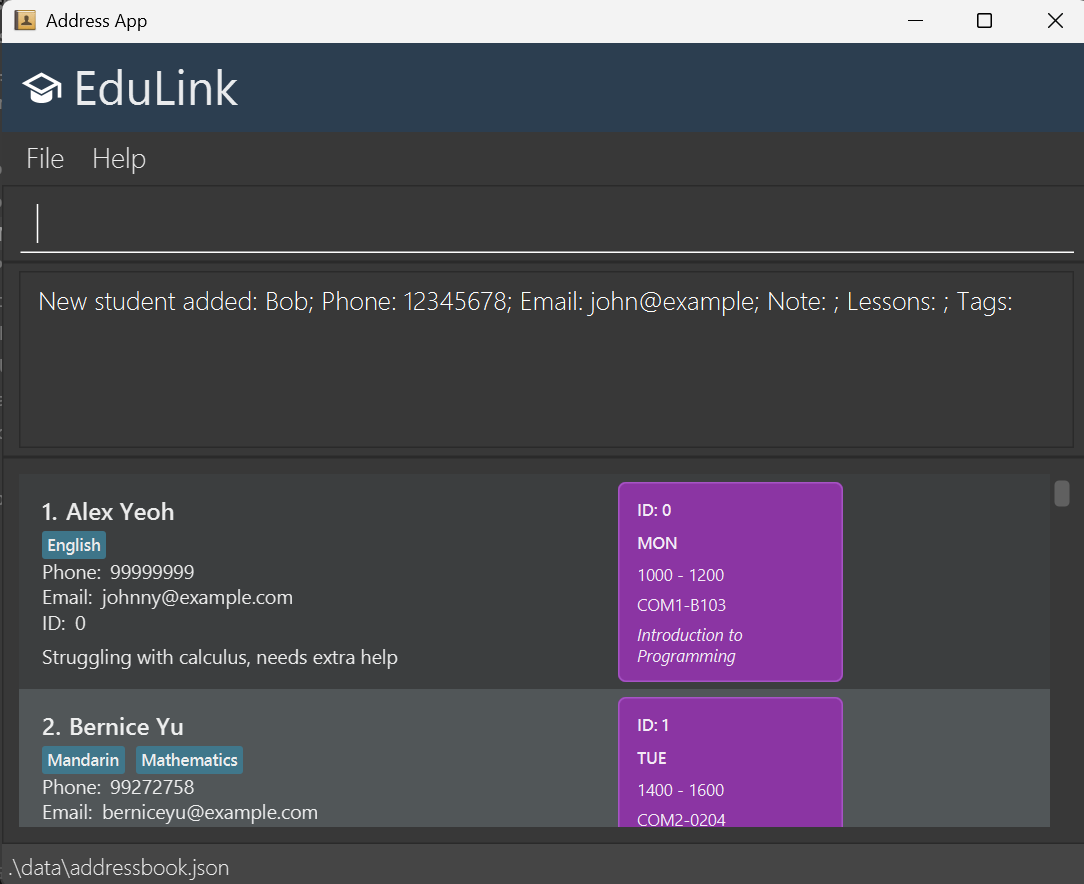 Address App
EduLink
File Help
New student added: Bob; Phone: 12345678; Email: john@example; Note: ; Lessons: ; Tags:
1. Alex Yeoh
English
Phone: 99999999
Email: johnny@example.com
ID: 0
Struggling with calculus, needs extra help
ID: 0
MON
1000 - 1200
COM1-B103
Introduction to
Programming
2. Bernice Yu
Mandarin Mathematics
Phone: 99272758
Email: berniceyu@example.com
ID: 1
TUE
1400 - 1600
COM2-0204
.\data\addressbook.json